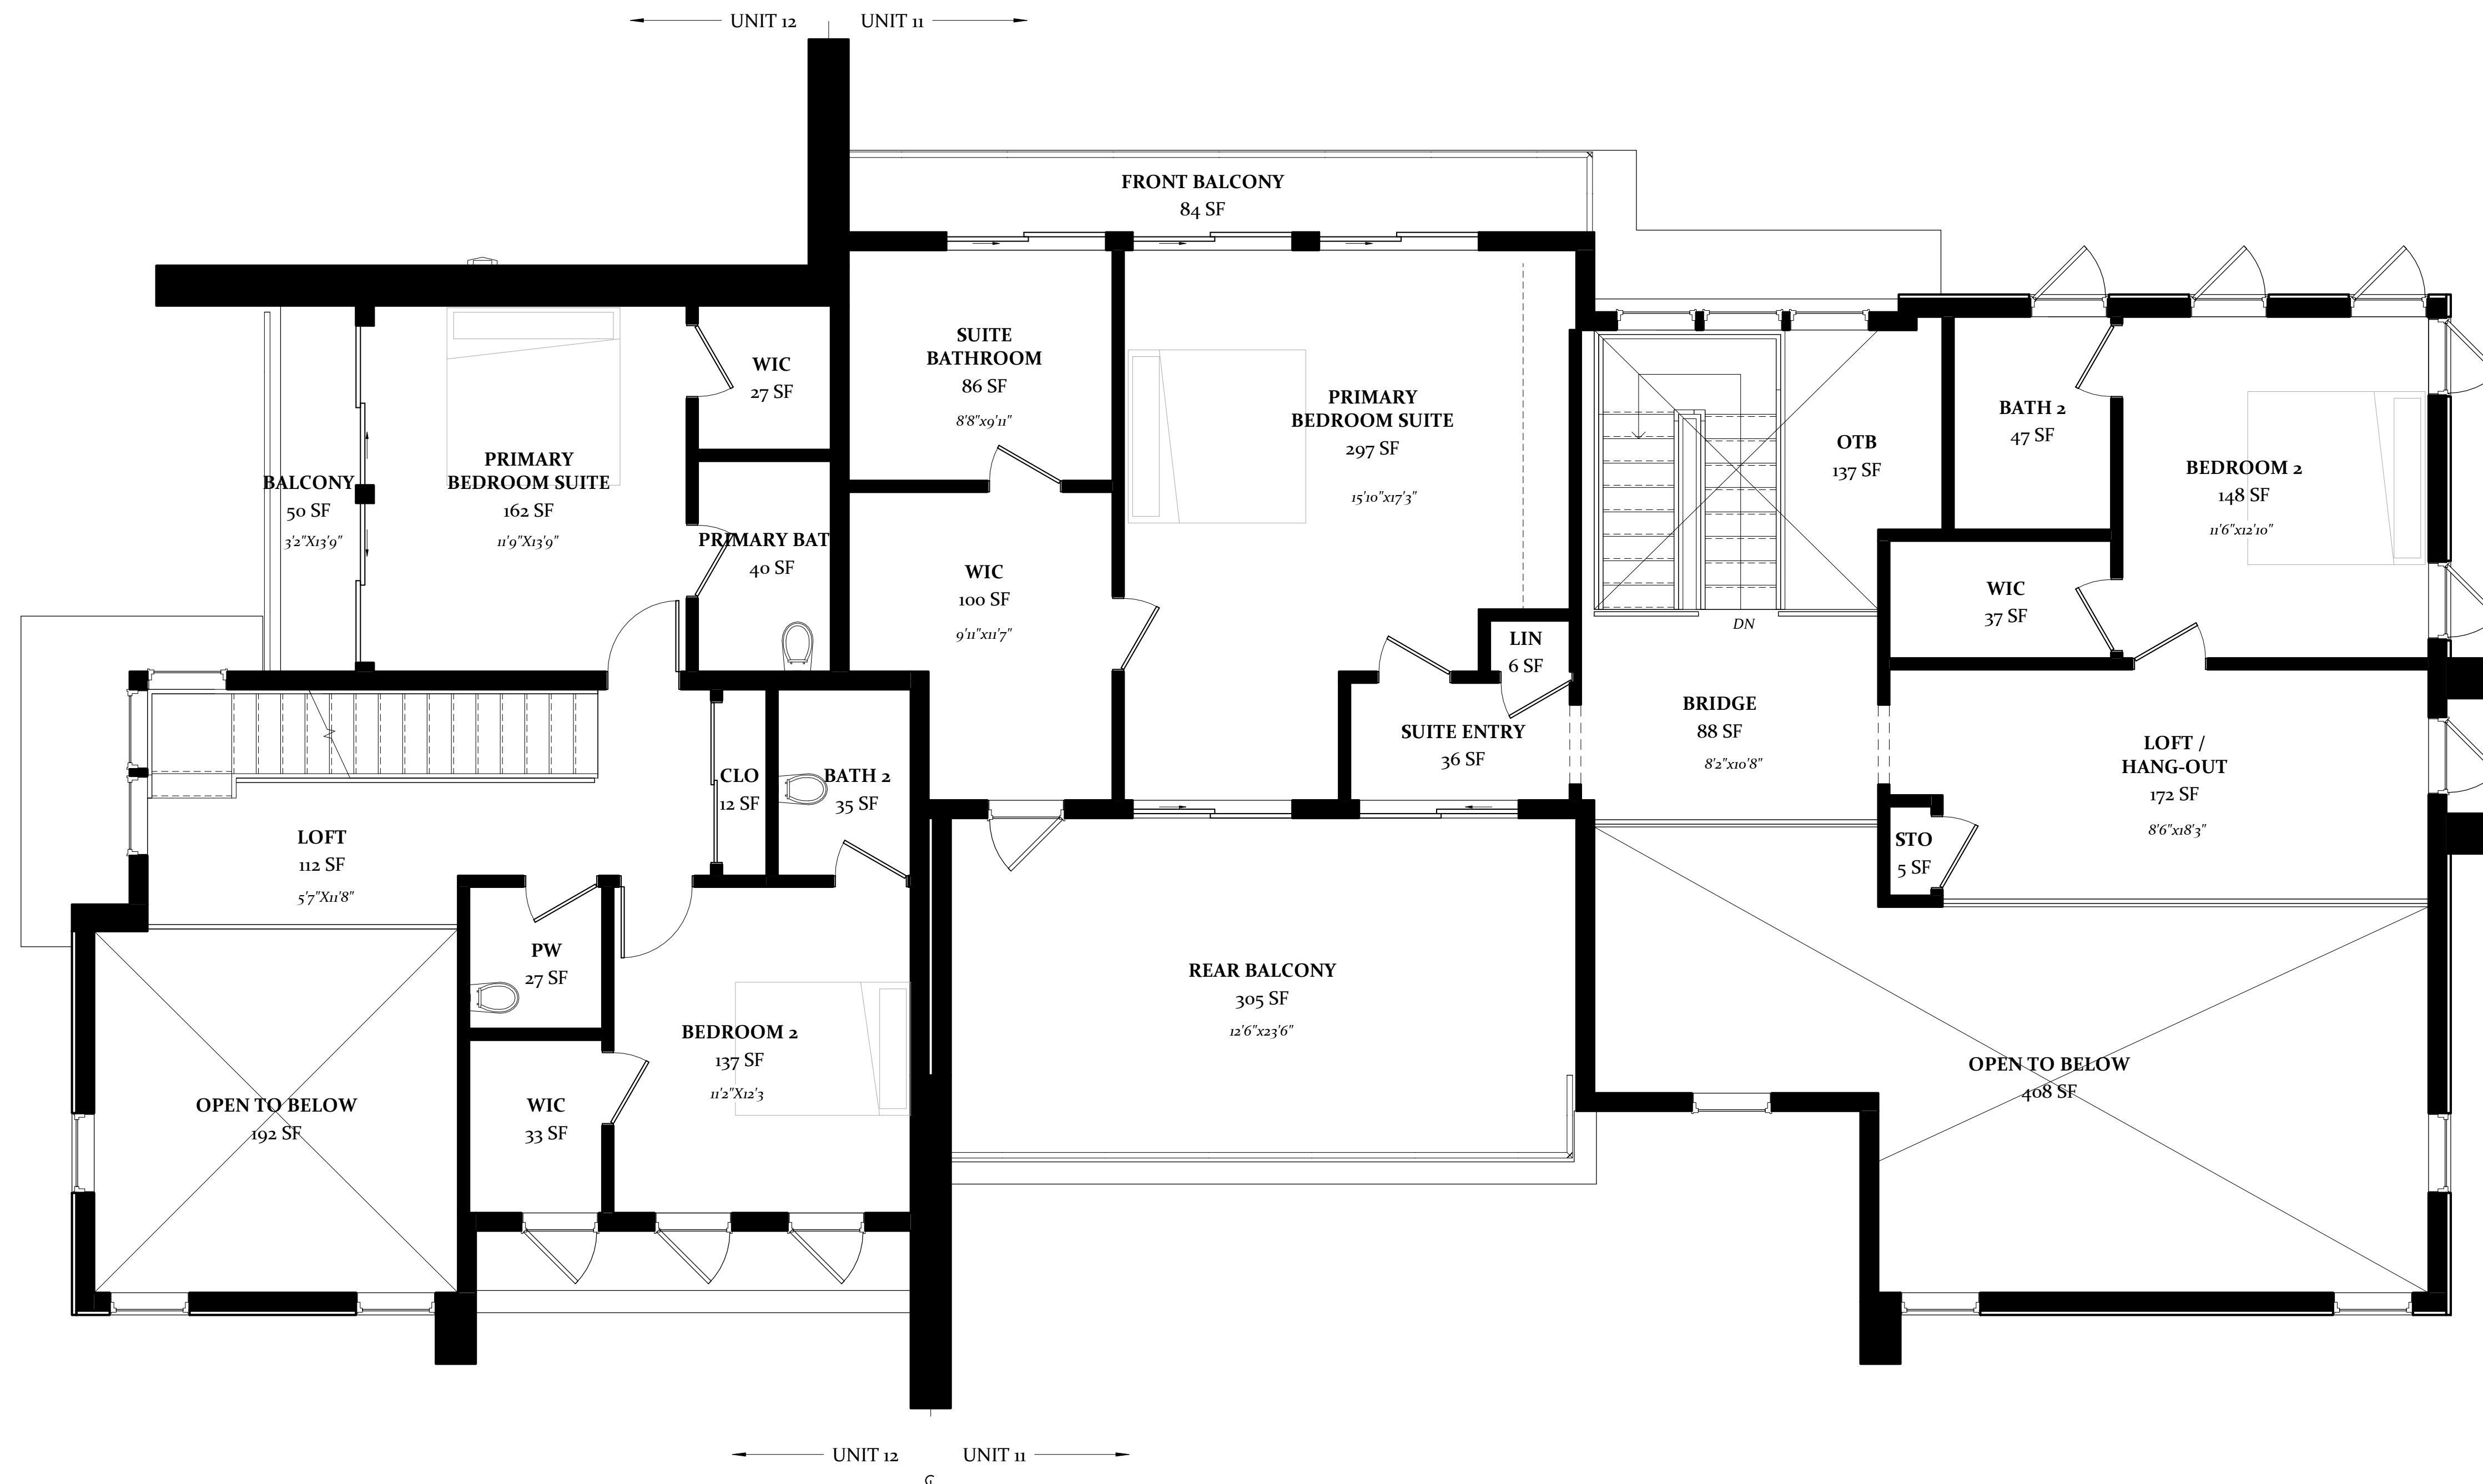 UNIT 12
UNIT 11
FRONT BALCONY
84 SF
SUITE
BATHROOM
86 SF
8'8"x9'11"
WIC
27 SF
PRIMARY
BEDROOM SUITE
297 SF
15'10"x17'3"
BATH 2
47 SF
OTB
137 SF
BEDROOM 2
148 SF
11'6"x12'10"
BALCONY
50 SF
3'2"X13'9"
PRIMARY
BEDROOM SUITE
162 SF
11'9"X13'9"
PRIMARY BAT
40 SF
WIC
100 SF
9'11"x11'7"
WIC
37 SF
DN
LIN
6 SF
SUITE ENTRY
36 SF
BRIDGE
88 SF
8'2"x10'8"
LOFT /
HANG-OUT
172 SF
8'6"x18'3"
CLO
12 SF
BATH 2
35 SF
LOFT
112 SF
5'7"X11'8"
STO
5 SF
PW
27 SF
REAR BALCONY
305 SF
12'6"x23'6"
BEDROOM 2
137 SF
11'2"X12'3
OPEN TO BELOW
192 SF
WIC
33 SF
OPEN TO BELOW
408 SF
UNIT 12
UNIT 11